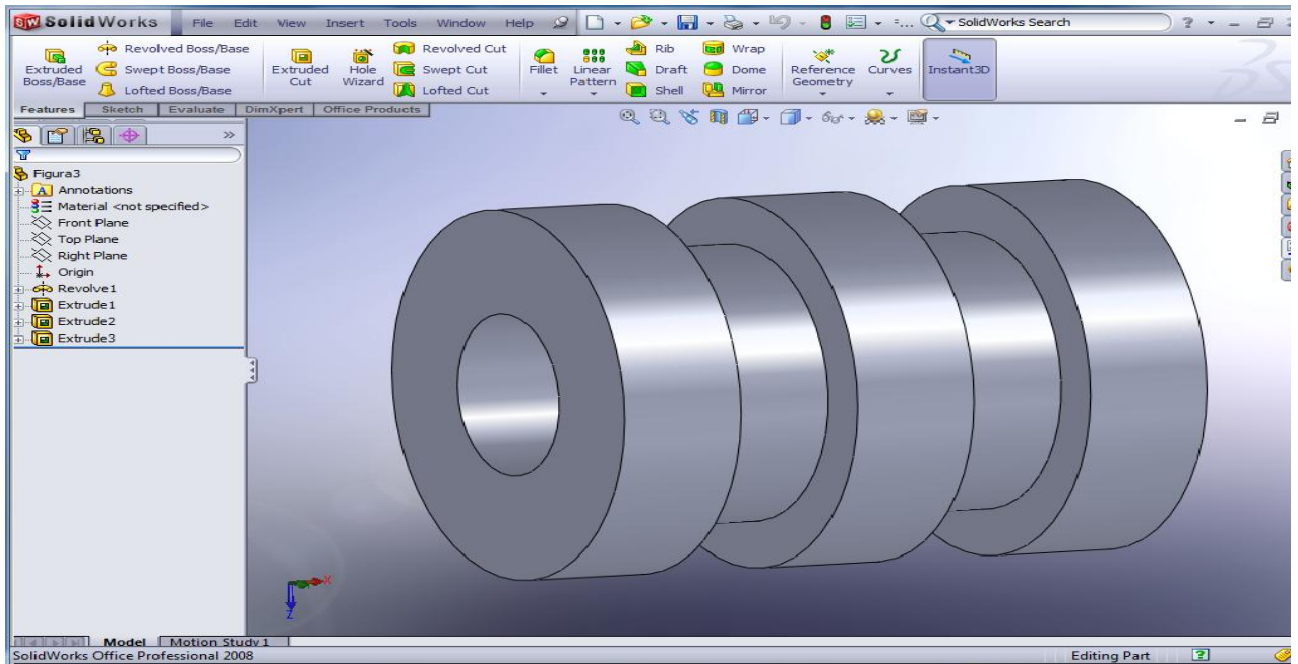 SolidWorks File Edit View Insert Tools Window Help SolidWorks Search
Extruded Boss/Base
Revolved Boss/Base
Swept Boss/Base
Lofted Boss/Base
Extruded Cut
Hole Wizard
Revolved Cut
Swept Cut
Lofted Cut
Fillet
Linear Pattern
Rib
Draft
Shell
Wrap
Dome
Mirror
Reference Geometry
Curves
Instant3D
Features Sketch Evaluate DimXpert Office Products
Figura3
Annotations
Material <not specified>
Front Plane
Top Plane
Right Plane
Origin
Revolve1
Extrude1
Extrude2
Extrude3
X
Z
Model Motion Study 1
SolidWorks Office Professional 2008 Editing Part